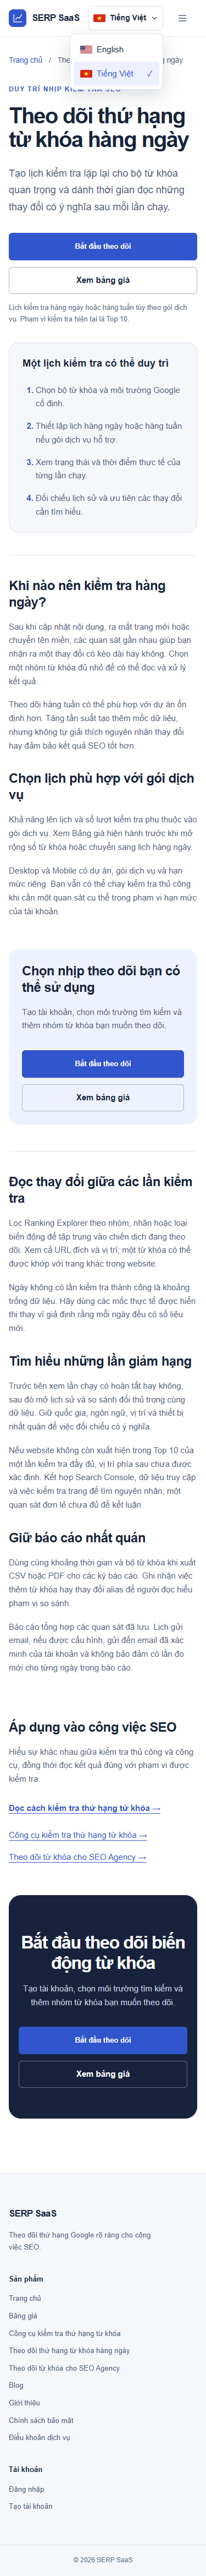 SERP SaaS
Tiếng Việt
English
Tiếng Việt
Trang chủ / The ng ngày
DUY TRÌ NHỊP KIỂM TRA SEO
Theo dõi thứ hạng từ
khóa hàng ngày
Tạo lịch kiểm tra lặp lại cho bộ từ khóa
quan trọng và dành thời gian đọc những
thay đổi có ý nghĩa sau mỗi lần chạy.
Bắt đầu theo dõi
Xem bảng giá
Lịch kiểm tra hàng ngày hoặc hàng tuần tùy theo gói dịch
vụ. Phạm vi kiểm tra hiện tại là Top 10.
Một lịch kiểm tra có thể duy trì
1. Chọn bộ từ khóa và môi trường Google
cố định.
2. Thiết lập lịch hàng ngày hoặc hàng tuần
nếu gói dịch vụ hỗ trợ.
3. Xem trạng thái và thời điểm thực tế của
từng lần chạy.
4. Đối chiếu lịch sử và ưu tiên các thay đổi
cần tìm hiểu.
Khi nào nên kiểm tra hàng
ngày?
Sau khi cập nhật nội dung, ra mắt trang mới hoặc
chuyển tên miền, các quan sát gần nhau giúp bạn
nhận ra một thay đổi có kéo dài hay không. Chọn
một nhóm từ khóa đủ nhỏ để có thể đọc và xử lý
kết quả.
Theo dõi hàng tuần có thể phù hợp với dự án ổn
định hơn. Tăng tần suất tạo thêm một dữ liệu,
nhưng không tự giải thích nguyên nhân thay đổi
hay đảm bảo kết quả SEO tốt hơn.
Chọn lịch phù hợp với gói dịch
vụ
Khả năng lên lịch và số lượt kiểm tra phụ thuộc vào
gói dịch vụ. Xem Bảng giá hiện hành trước khi mở
rộng số từ khóa hoặc chuyển sang lịch hàng ngày.
Desktop và Mobile có dự án, gói dịch vụ và hạn
mức riêng. Bạn vẫn có thể chạy kiểm tra thủ công
khi cần một quan sát cụ thể trong phạm vi hạn mức
của tài khoản.
Chọn nhịp theo dõi bạn có
thể sử dụng
Tạo tài khoản, chọn môi trường tìm kiếm và
thêm nhóm từ khóa bạn muốn theo dõi.
Bắt đầu theo dõi
Xem bảng giá
Đọc thay đổi giữa các lần kiểm
tra
Lọc Ranking Explorer theo nhóm, nhãn hoặc loại
biến động để tập trung vào chiến dịch đang theo
dõi. Xem cả URL đích và vị trí; một từ khóa có thể
được khớp với trang khác trong website.
Ngày không có lần kiểm tra thành công là khoảng
trống dữ liệu. Hãy dùng các mốc thực tế được hiển
thị thay vì giả định rằng mỗi ngày đều có số liệu
mới.
Tìm hiểu những lần giảm hạng
Trước tiên xem lần chạy có hoàn tất hay không,
sau đó mở lịch sử và so sánh đối thủ trong cùng
dữ liệu. Giữ quốc gia, ngôn ngữ, vị trí và thiết bị
nhất quán để việc đối chiếu có ý nghĩa.
Nếu website không còn xuất hiện trong Top 10 của
một lần kiểm tra đầy đủ, vị trí phía sau chưa được
xác định. Kết hợp Search Console, dữ liệu truy cập
và việc kiểm tra trang để tìm nguyên nhân; một
quan sát đơn lẻ chưa đủ để kết luận.
Giữ báo cáo nhất quán
Dùng cùng khoảng thời gian và bộ từ khóa khi xuất
CSV hoặc PDF cho các kỳ báo cáo. Ghi nhận việc
thêm từ khóa hay thay đổi alias để người đọc hiểu
phạm vi so sánh.
Báo cáo tổng hợp các quan sát đã lưu. Lịch gửi
email, nếu được cấu hình, gửi đến email đã xác
minh của tài khoản và không bảo đảm có lần đo
mới cho từng ngày trong báo cáo.
Áp dụng vào công việc SEO
Hiểu sự khác nhau giữa kiểm tra thủ công và công
cụ, đồng thời đọc kết quả đúng với phạm vi được
kiểm tra.
Đọc cách kiểm tra thứ hạng từ khóa →
Công cụ kiểm tra thứ hạng từ khóa →
Theo dõi từ khóa cho SEO Agency →
Bắt đầu theo dõi biến
động từ khóa
Tạo tài khoản, chọn môi trường tìm kiếm và
thêm nhóm từ khóa bạn muốn theo dõi.
Bắt đầu theo dõi
Xem bảng giá
SERP SaaS
Theo dõi thứ hạng Google rõ ràng cho công
việc SEO.
Sản phẩm
Trang chủ
Bảng giá
Công cụ kiểm tra thứ hạng từ khóa
Theo dõi thứ hạng từ khóa hàng ngày
Theo dõi từ khóa cho SEO Agency
Blog
Giới thiệu
Chính sách bảo mật
Điều khoản dịch vụ
Tài khoản
Đăng nhập
Tạo tài khoản
© 2026 SERP SaaS